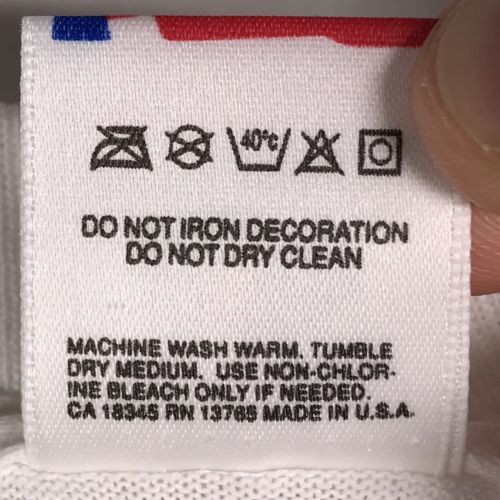 40°C
DO NOT IRON DECORATION
DO NOT DRY CLEAN
MACHINE WASH WARM. TUMBLE
DRY MEDIUM. USE NON-CHLOR-
INE BLEACH ONLY IF NEEDED.
CA 18345 RN 13765 MADE IN U.S.A.